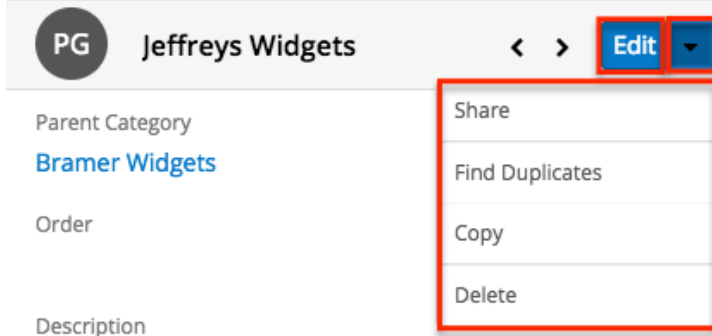 PG Jeffreys Widgets Edit
Share
Parent Category
Bramer Widgets
Find Duplicates
Order
Copy
Delete
Description